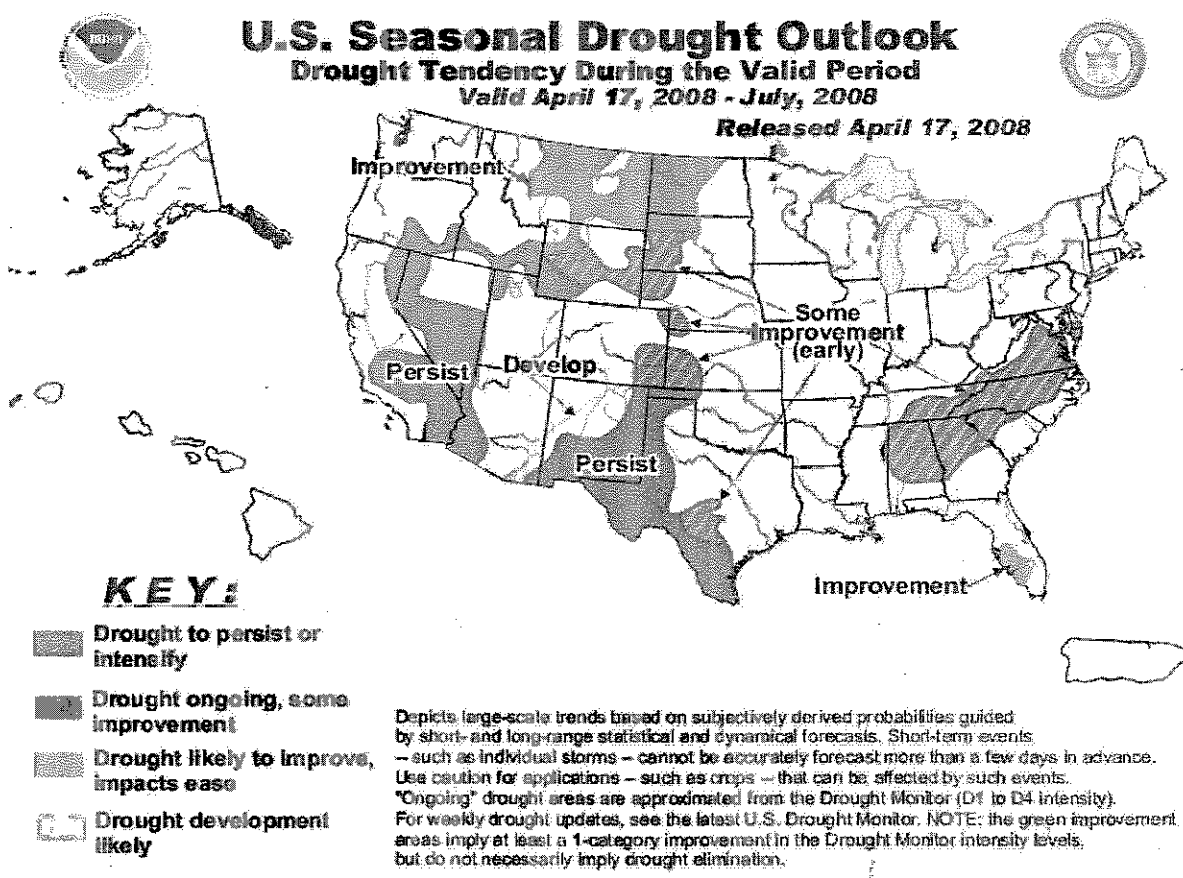 U.S. Seasonal Drought Outlook
Drought Tendency During the Valid Period
Valid April 17, 2008 - July, 2008
Released April 17, 2008
Improvement
Some
Improvement
(early)
Persist
Develop
Persist
Improvement
KEY:
Drought to persist or
intensify
Drought ongoing, some
improvement
Drought likely to improve,
impacts ease
Drought development
likely
Depicts large-scale trends based on subjectively derived probabilities guided
by short- and long-range statistical and dynamical forecasts. Short-term events
-- such as individual storms -- cannot be accurately forecast more than a few days in advance.
Use caution for applications -- such as crops -- that can be affected by such events.
"Ongoing" drought areas are approximated from the Drought Monitor (D1 to D4 intensity).
For weekly drought updates, see the latest U.S. Drought Monitor. NOTE: the green improvement
areas imply at least a 1-category improvement in the Drought Monitor intensity levels,
but do not necessarily imply drought elimination.